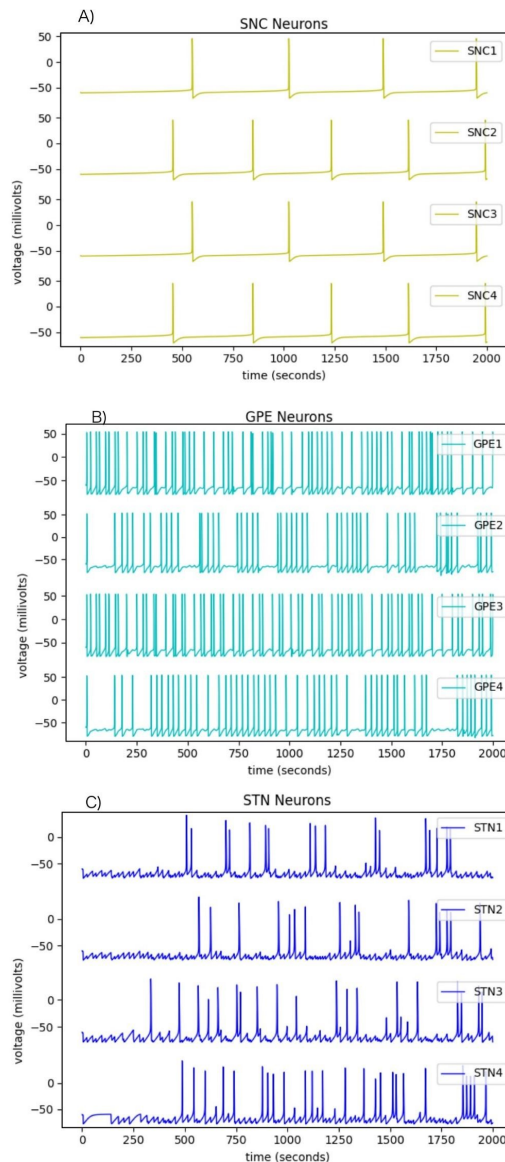 A)
SNC Neurons
50
0
−50
SNC1
50
0
−50
SNC2
50
0
−50
SNC3
50
0
−50
SNC4
voltage (millivolts)
0 250 500 750 1000 1250 1500 1750 2000
time (seconds)
B)
GPE Neurons
50
0
−50
GPE1
50
0
−50
GPE2
50
0
−50
GPE3
50
0
−50
GPE4
voltage (millivolts)
0 250 500 750 1000 1250 1500 1750 2000
time (seconds)
C)
STN Neurons
0
−50
STN1
0
−50
STN2
0
−50
STN3
0
−50
STN4
voltage (millivolts)
0 250 500 750 1000 1250 1500 1750 2000
time (seconds)